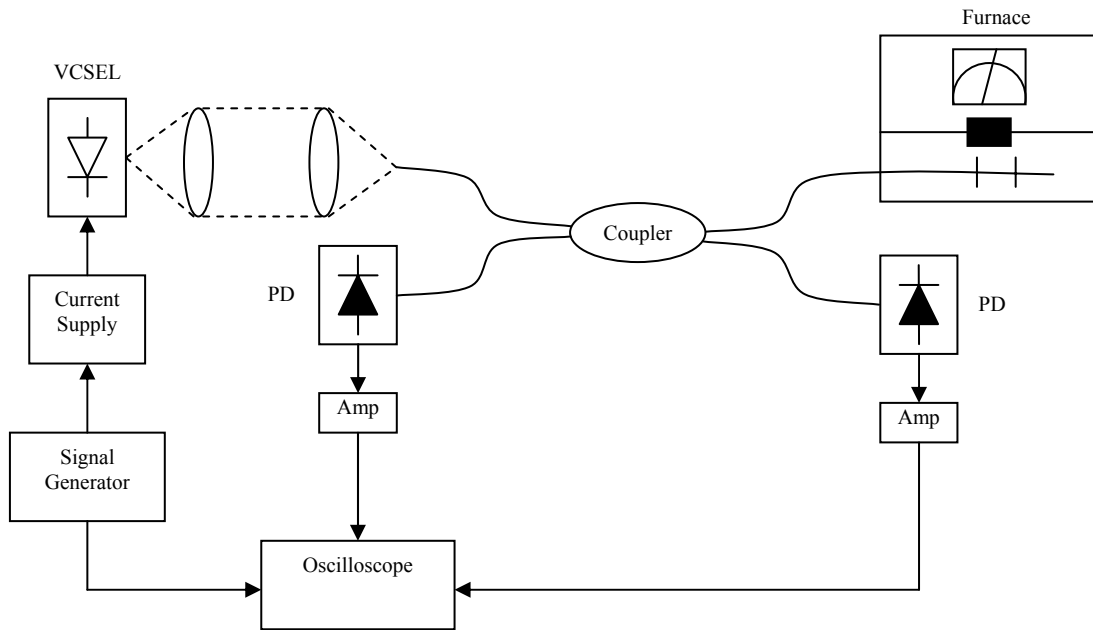 Furnace
VCSEL
Coupler
PD
PD
Current
Supply
Amp
Amp
Signal
Generator
Oscilloscope